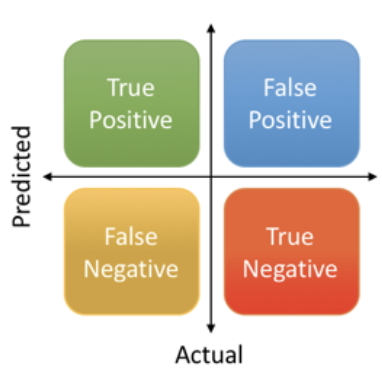 True
Positive
False
Positive
Predicted
False
Negative
True
Negative
Actual